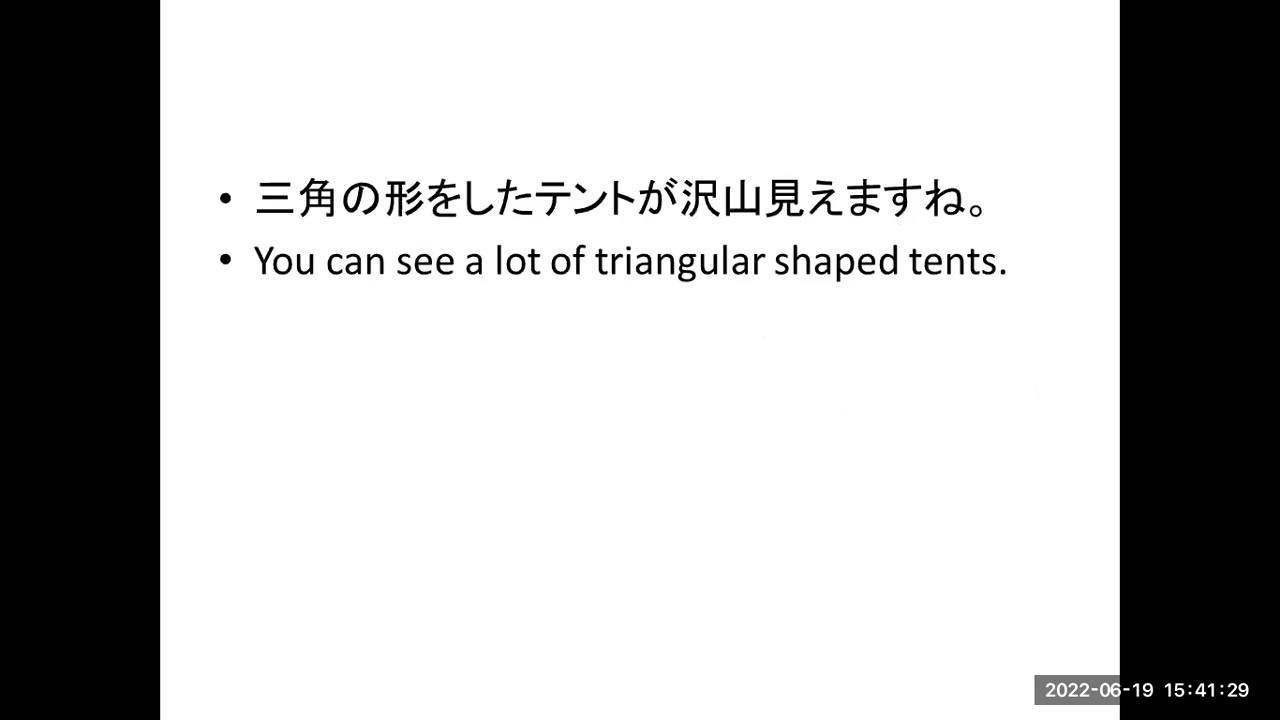 • 三角の形をしたテントが沢山見えますね。
• You can see a lot of triangular shaped tents.
2022-06-19 15:41:29